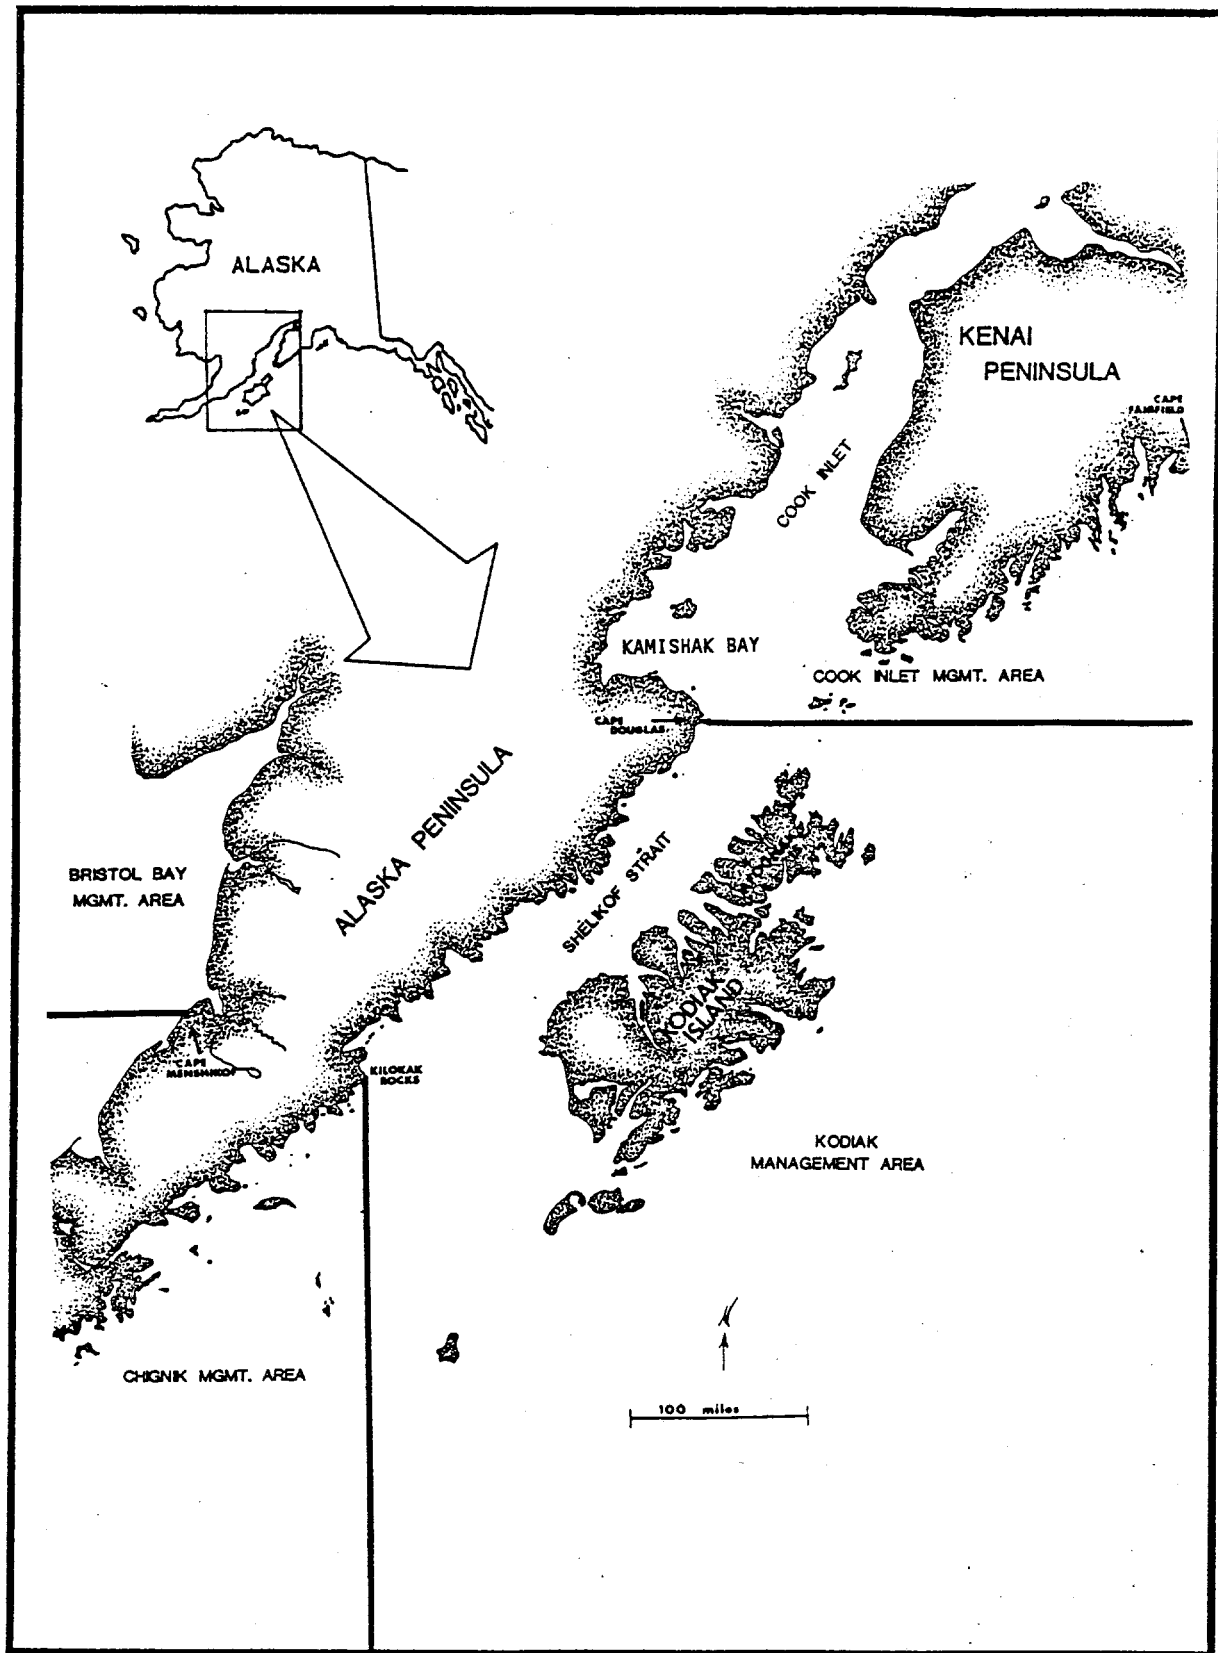 ALASKA
KENAI
PENINSULA
CAPE
FAIRFIELD
COOK INLET
KAMISHAK BAY
COOK INLET MGMT. AREA
CAPE
DOUGLAS
ALASKA PENINSULA
BRISTOL BAY
MGMT. AREA
SHELIKOF STRAIT
KODIAK
ISLAND
CAPE
MENSHIKOF
KILOKAK
ROCKS
KODIAK
MANAGEMENT AREA
N
CHIGNIK MGMT. AREA
100 miles